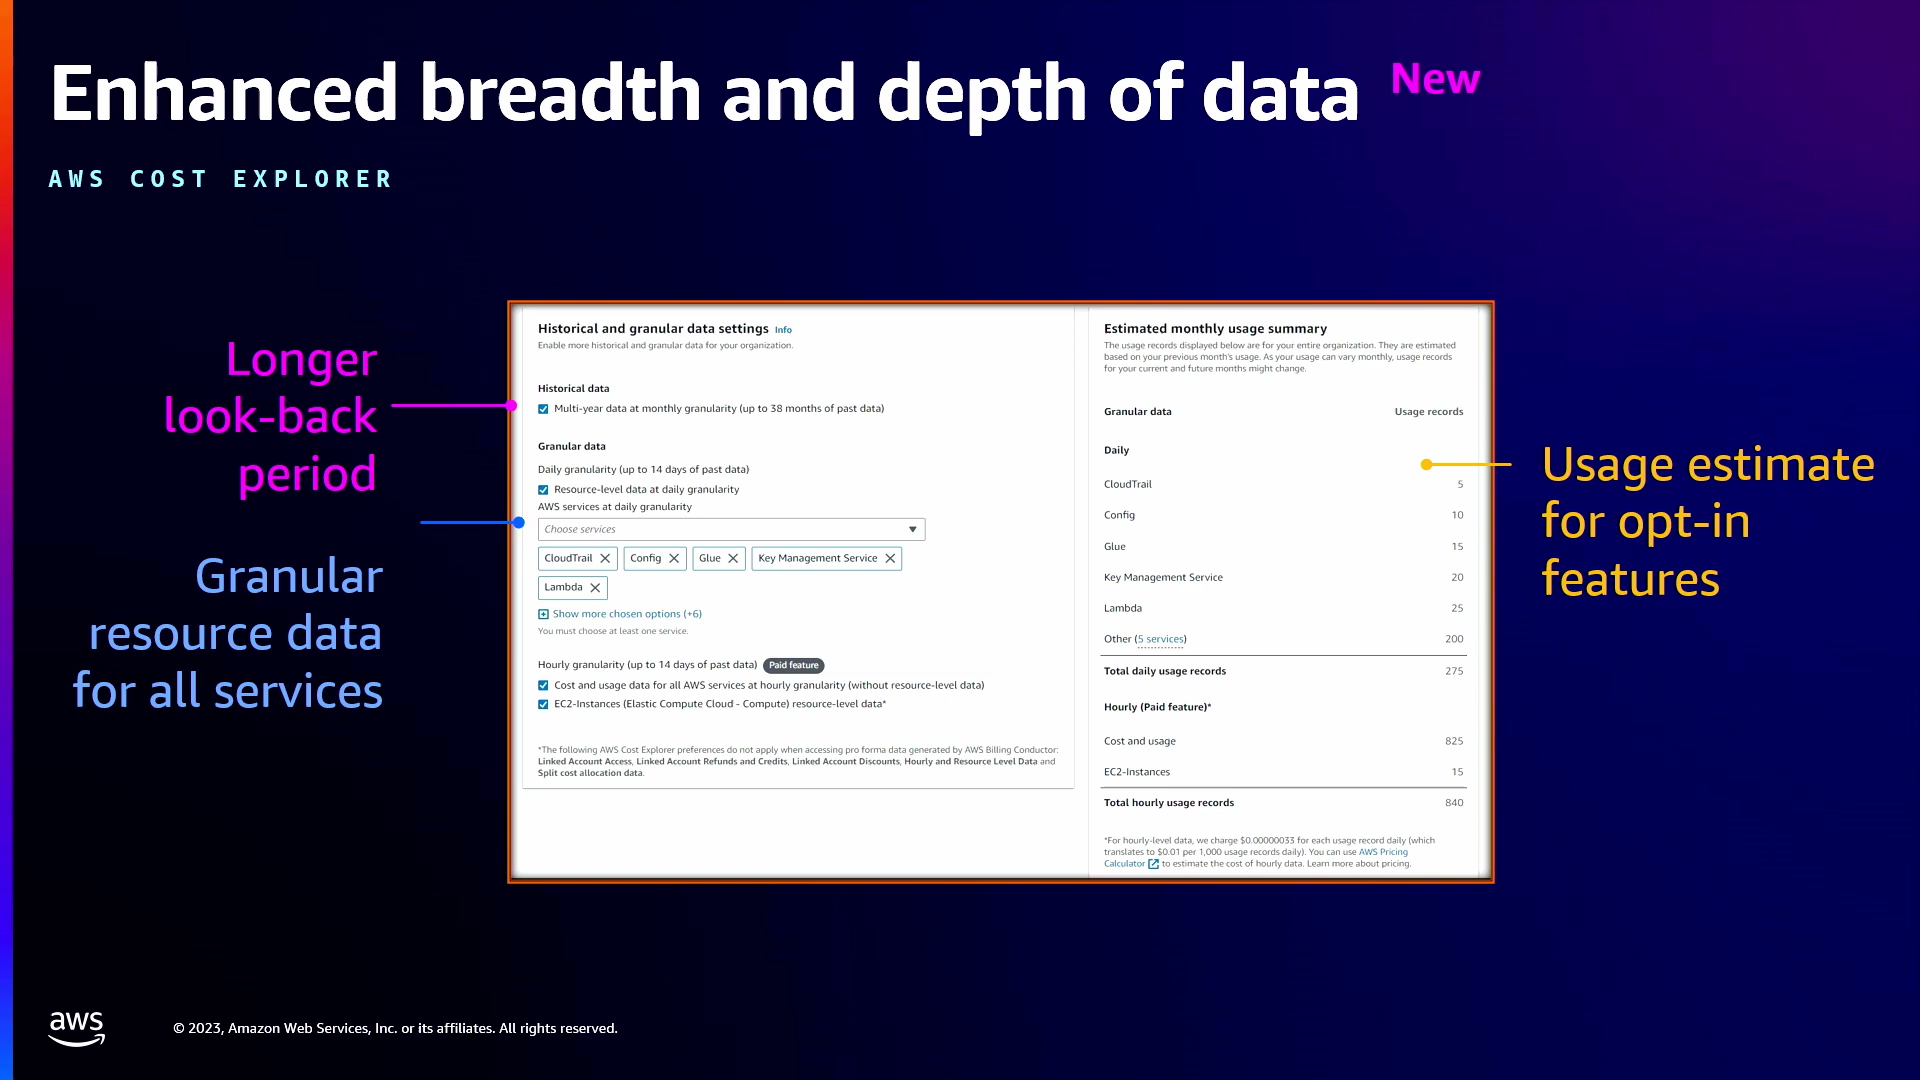 Enhanced breadth and depth of data New
AWS COST EXPLORER
Longer
look-back
period
Granular
resource data
for all services
Historical and granular data settings Info
Enable more historical and granular data for your organization.
Historical data
Multi-year data at monthly granularity (up to 38 months of past data)
Granular data
Daily granularity (up to 14 days of past data)
Resource-level data at daily granularity
AWS services at daily granularity
Choose services
CloudTrail Config Glue Key Management Service
Lambda
Show more chosen options (+6)
You must choose at least one service.
Hourly granularity (up to 14 days of past data) Paid feature
Cost and usage data for all AWS services at hourly granularity (without resource-level data)
EC2-Instances (Elastic Compute Cloud - Compute) resource-level data*
*The following AWS Cost Explorer preferences do not apply when accessing pro forma data generated by AWS Billing Conductor:
Linked Account Access, Linked Account Refunds and Credits, Linked Account Discounts, Hourly and Resource Level Data and
Split cost allocation data.
Estimated monthly usage summary
The usage records displayed below are for your entire organization. They are estimated
based on your previous month's usage. As your usage can vary monthly, usage records
for your current and future months might change.
Granular data Usage records
Daily
CloudTrail 5
Config 10
Glue 15
Key Management Service 20
Lambda 25
Other (5 services) 200
Total daily usage records 275
Hourly (Paid feature)*
Cost and usage 825
EC2-Instances 15
Total hourly usage records 840
*For hourly-level data, we charge $0.00000033 for each usage record daily (which
translates to $0.01 per 1,000 usage records daily). You can use AWS Pricing
Calculator to estimate the cost of hourly data. Learn more about pricing.
Usage estimate
for opt-in
features
aws
© 2023, Amazon Web Services, Inc. or its affiliates. All rights reserved.